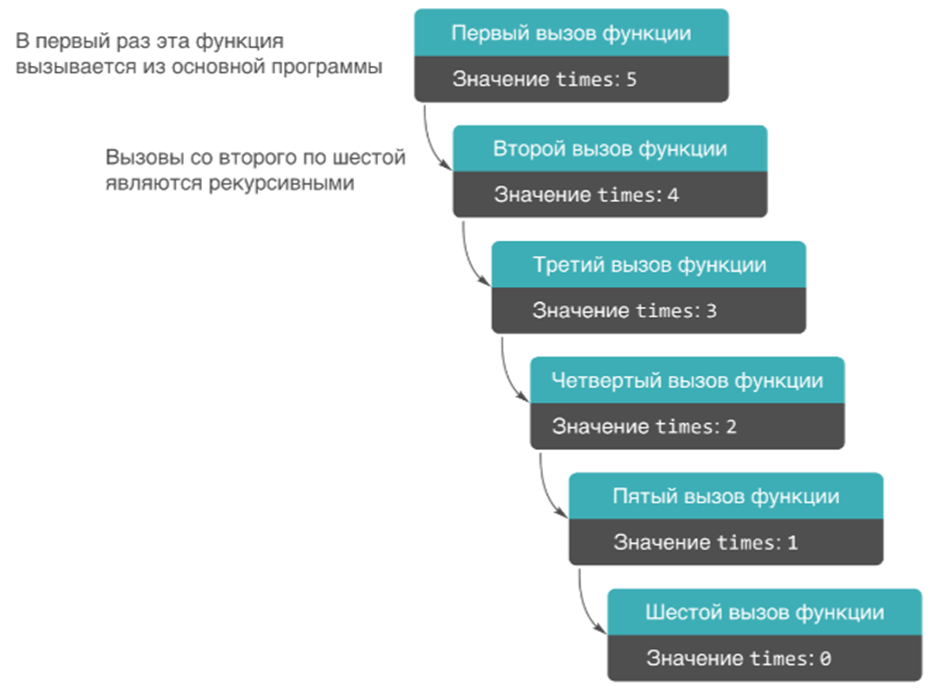 В первый раз эта функция
вызывается из основной программы
Первый вызов функции
Значение times: 5
Вызовы со второго по шестой
являются рекурсивными
Второй вызов функции
Значение times: 4
Третий вызов функции
Значение times: 3
Четвертый вызов функции
Значение times: 2
Пятый вызов функции
Значение times: 1
Шестой вызов функции
Значение times: 0